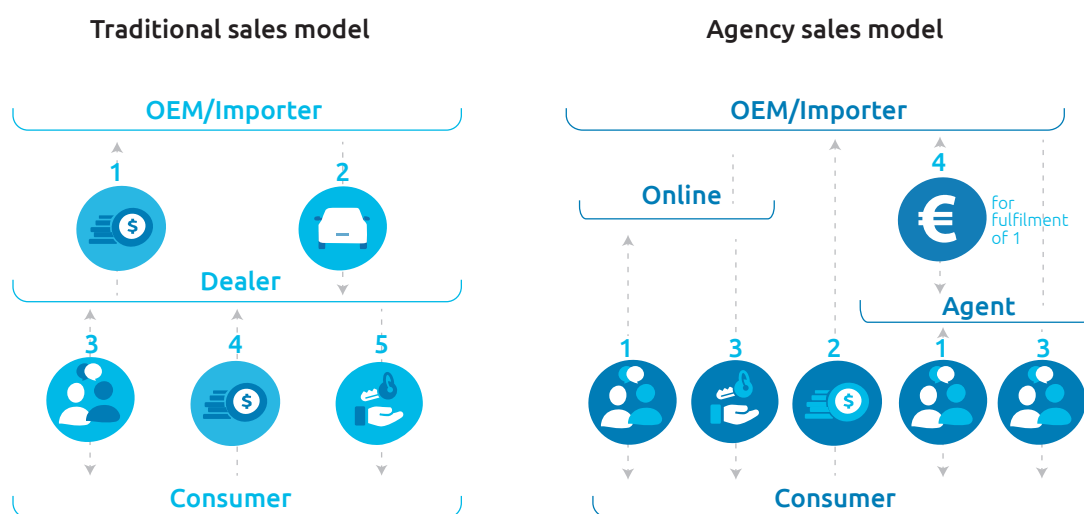 Traditional sales model
OEM/Importer
1
2
$
Dealer
3
4
5
$
Consumer
Agency sales model
OEM/Importer
Online
4
€
for
fulfilment
of 1
Agent
1
3
2
1
3
$
Consumer